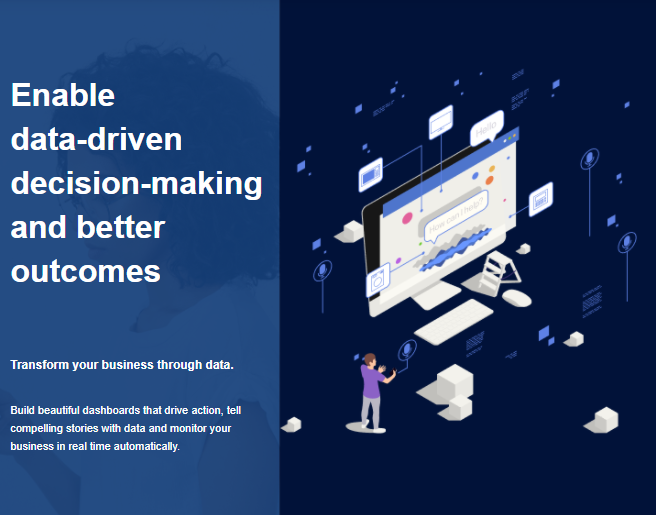 Enable
data-driven
decision-making
and better
outcomes
Transform your business through data.
Build beautiful dashboards that drive action, tell
compelling stories with data and monitor your
business in real time automatically.
Hello
How can I help?